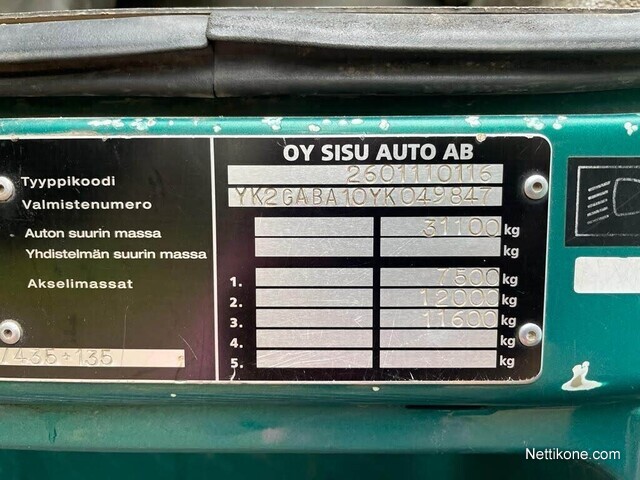 OY SISU AUTO AB
Tyyppikoodi 2601110116
Valmistenumero YK2GABA10YK049847
Auton suurin massa 31100 kg
Yhdistelmän suurin massa kg
Akselimassat 1. 7500 kg
2. 12000 kg
3. 11600 kg
4. kg
/435+135 5. kg
Nettikone.com